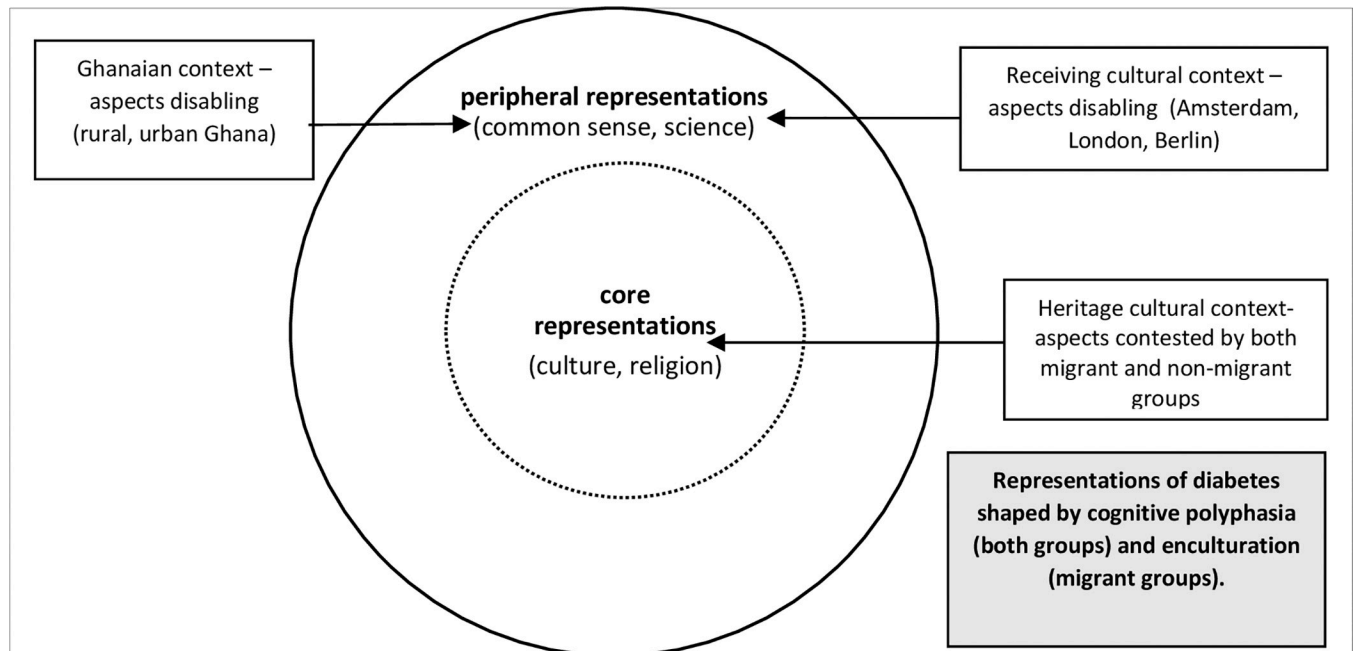 Ghanaian context –
aspects disabling
(rural, urban Ghana)
peripheral representations
(common sense, science)
Receiving cultural context –
aspects disabling (Amsterdam,
London, Berlin)
core
representations
(culture, religion)
Heritage cultural context-
aspects contested by both
migrant and non-migrant
groups
Representations of diabetes
shaped by cognitive polyphasia
(both groups) and enculturation
(migrant groups).